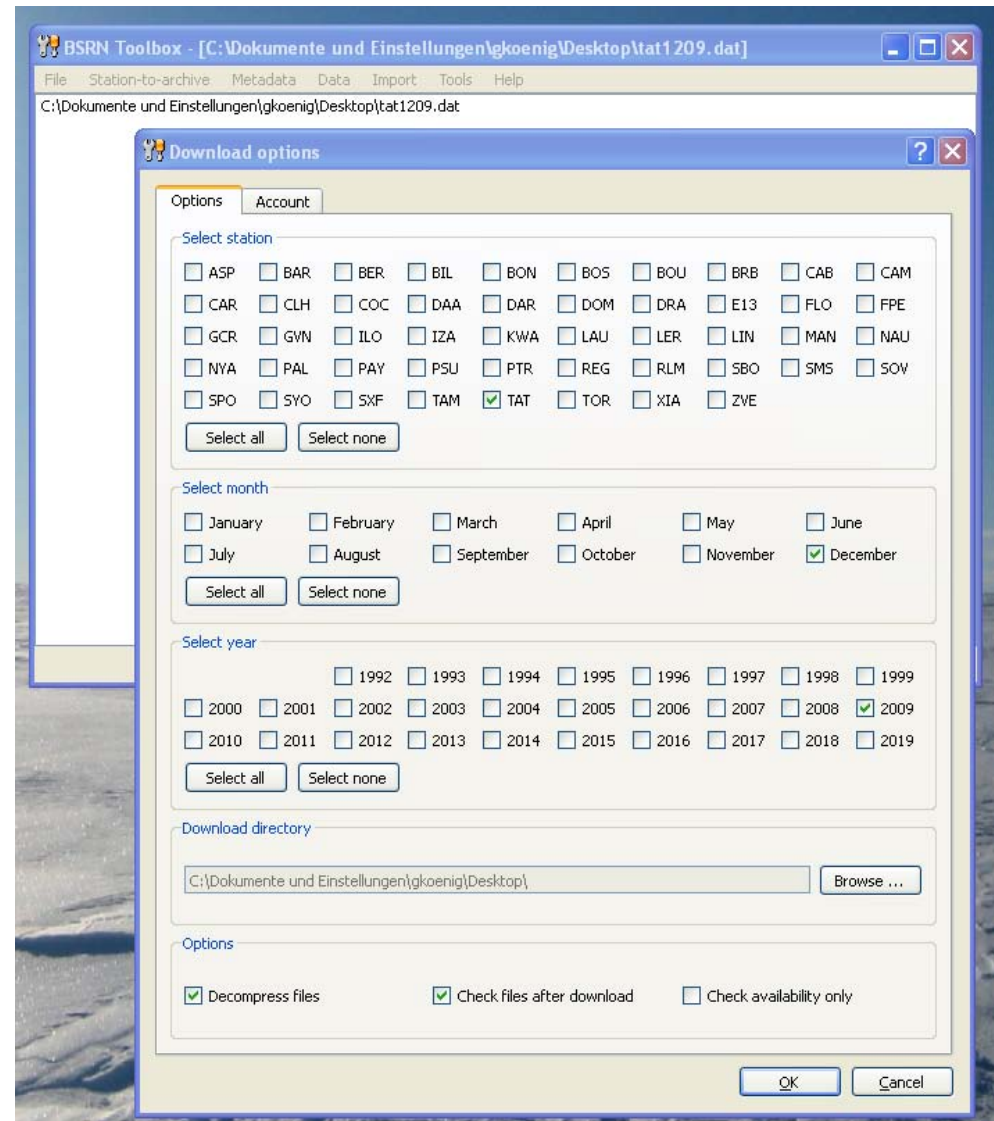 BSRN Toolbox - [C:\Dokumente und Einstellungen\gkoenig\Desktop\tat1209.dat]
File Station-to-archive Metadata Data Import Tools Help
C:\Dokumente und Einstellungen\gkoenig\Desktop\tat1209.dat
Download options
Options Account
Select station
ASP BAR BER BIL BON BOS BOU BRB CAB CAM
CAR CLH COC DAA DAR DOM DRA E13 FLO FPE
GCR GVN ILO IZA KWA LAU LER LIN MAN NAU
NYA PAL PAY PSU PTR REG RLM SBO SMS SOV
SPO SYO SXF TAM TAT TOR XIA ZVE
Select all Select none
Select month
January February March April May June
July August September October November December
Select all Select none
Select year
1992 1993 1994 1995 1996 1997 1998 1999
2000 2001 2002 2003 2004 2005 2006 2007 2008 2009
2010 2011 2012 2013 2014 2015 2016 2017 2018 2019
Select all Select none
Download directory
C:\Dokumente und Einstellungen\gkoenig\Desktop\ Browse ...
Options
Decompress files Check files after download Check availability only
OK Cancel